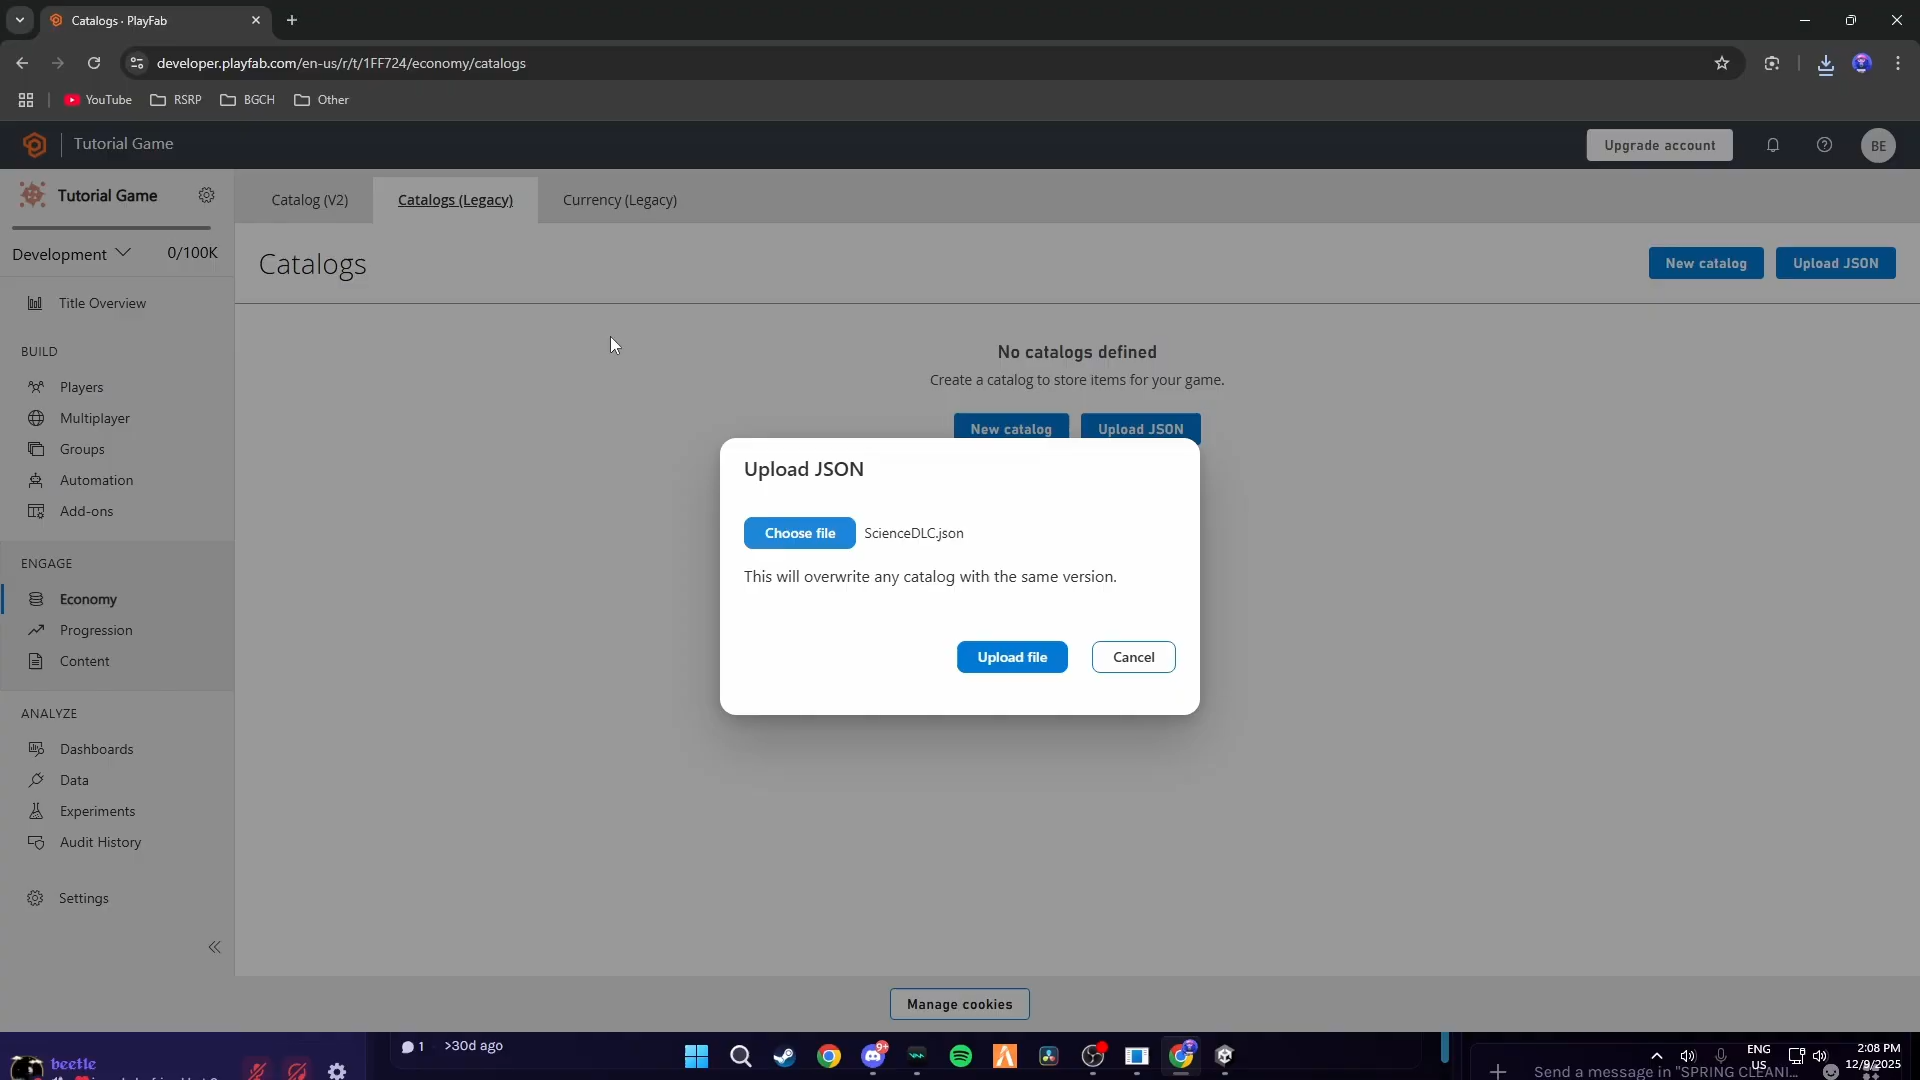 Catalogs · PlayFab
developer.playfab.com/en-us/r/t/1FF724/economy/catalogs
YouTube RSRP BGCH Other
Tutorial Game
Upgrade account
BE
Tutorial Game
Catalog (V2)
Catalogs (Legacy)
Currency (Legacy)
Development
0/100K
Catalogs
New catalog
Upload JSON
Title Overview
No catalogs defined
Create a catalog to store items for your game.
New catalog
Upload JSON
BUILD
Players
Multiplayer
Groups
Automation
Add-ons
ENGAGE
Economy
Progression
Content
ANALYZE
Dashboards
Data
Experiments
Audit History
Settings
Upload JSON
Choose file
ScienceDLC.json
This will overwrite any catalog with the same version.
Upload file
Cancel
Manage cookies
beetle
1 >30d ago
9+
Send a message in "SPRING CLEANI...
ENG
US
2:08 PM
12/9/2025